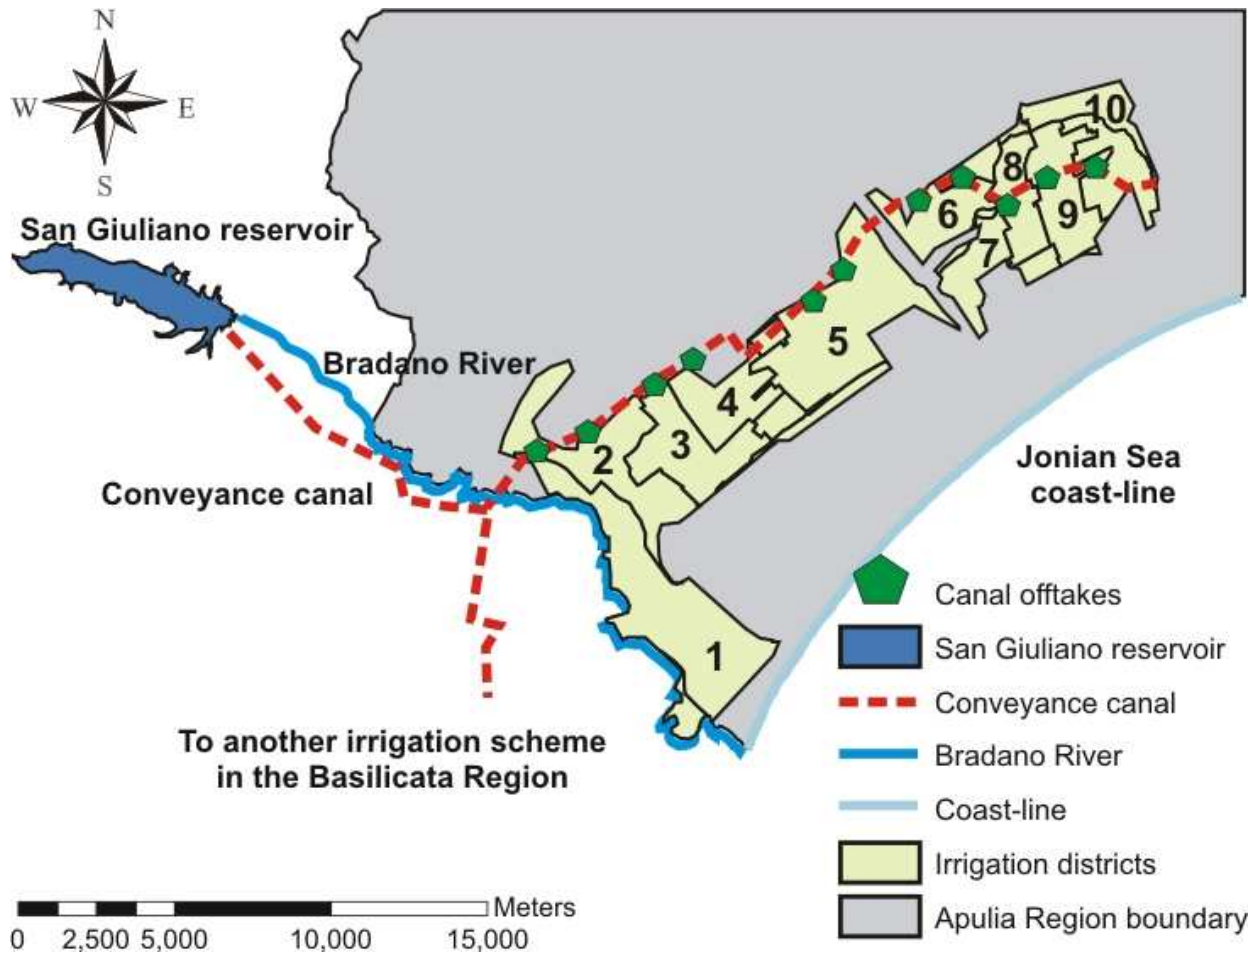 N
W E
S
San Giuliano reservoir
Bradano River
Conveyance canal
To another irrigation scheme
in the Basilicata Region
10
8
6
9
7
5
4
3
2
1
Jonian Sea
coast-line
Canal offtakes
San Giuliano reservoir
Conveyance canal
Bradano River
Coast-line
Irrigation districts
Apulia Region boundary
Meters
0 2,500 5,000 10,000 15,000